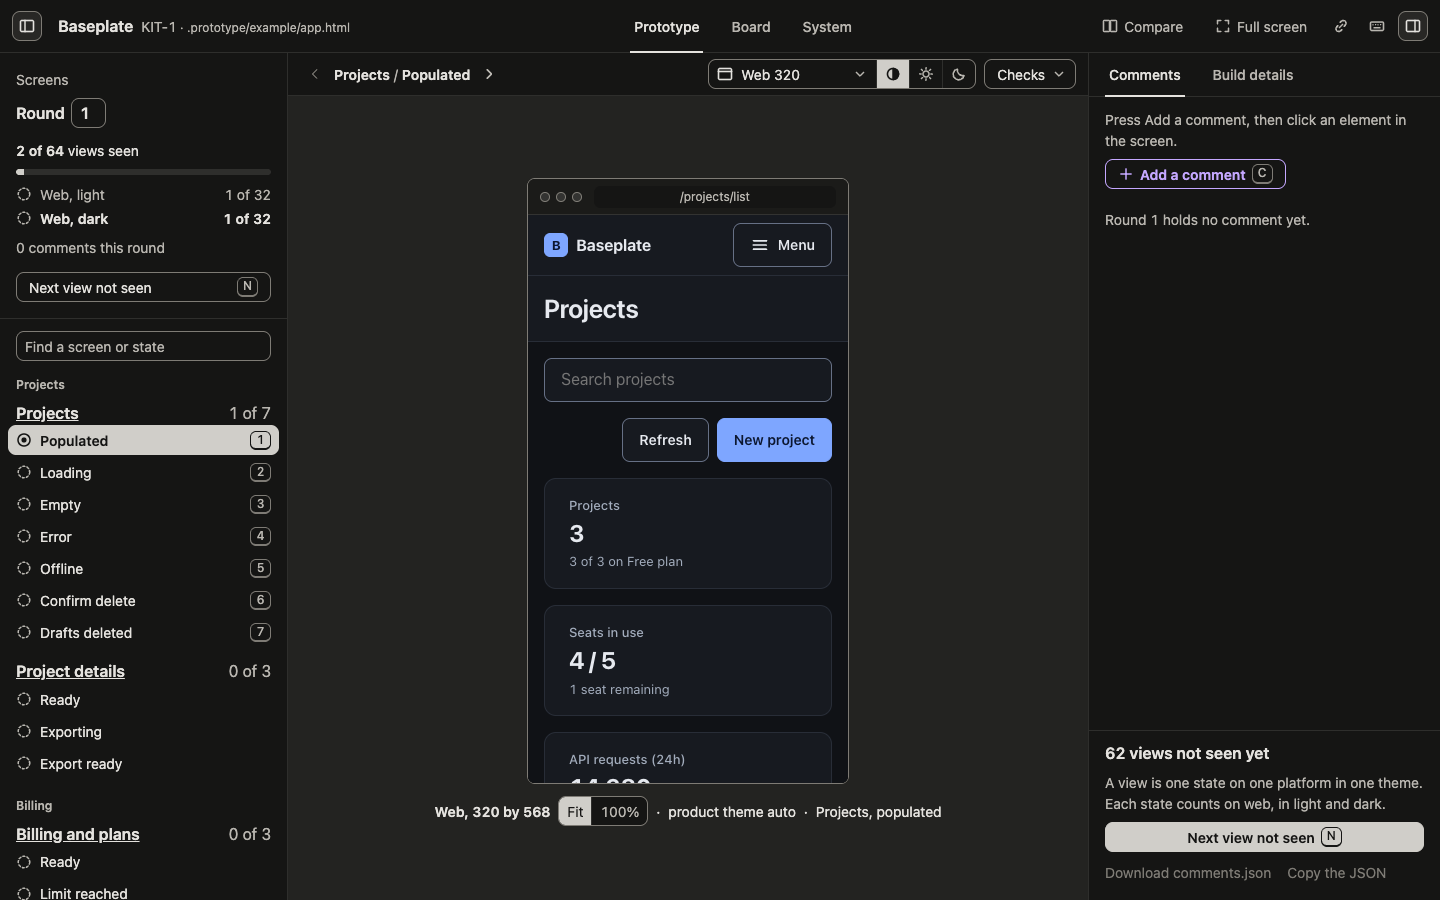 Baseplate KIT-1 · .prototype/example/app.html
Prototype Board System
Compare Full screen
Screens
Round 1
2 of 64 views seen
Web, light 1 of 32
Web, dark 1 of 32
0 comments this round
Next view not seen N
Find a screen or state
Projects
Projects 1 of 7
Populated 1
Loading 2
Empty 3
Error 4
Offline 5
Confirm delete 6
Drafts deleted 7
Project details 0 of 3
Ready
Exporting
Export ready
Billing
Billing and plans 0 of 3
Ready
Limit reached
Projects / Populated
Web 320
Checks
/projects/list
B Baseplate
Menu
Projects
Search projects
Refresh New project
Projects
3
3 of 3 on Free plan
Seats in use
4 / 5
1 seat remaining
API requests (24h)
Web, 320 by 568 Fit 100% · product theme auto · Projects, populated
Comments Build details
Press Add a comment, then click an element in
the screen.
Add a comment C
Round 1 holds no comment yet.
62 views not seen yet
A view is one state on one platform in one theme.
Each state counts on web, in light and dark.
Next view not seen N
Download comments.json Copy the JSON